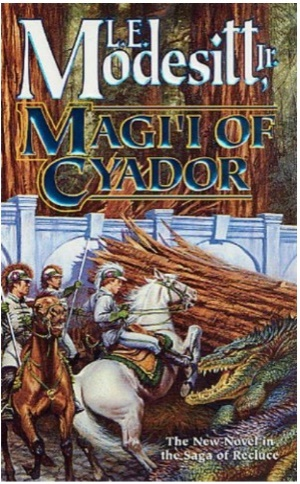 L.E.
Modesitt, Jr.
MAGI'I OF
CYADOR
The New Novel in
the Saga of Recluce